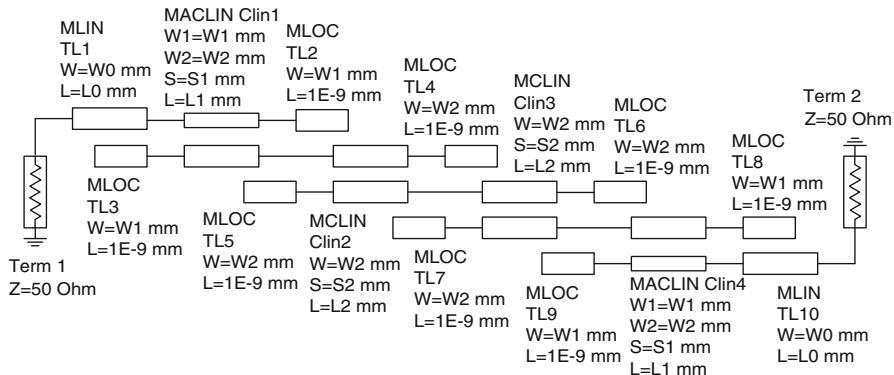 MLIN
TL1
W=W0 mm
L=L0 mm
MACLIN Clin1
W1=W1 mm
W2=W2 mm
S=S1 mm
L=L1 mm
MLOC
TL2
W=W1 mm
L=1E-9 mm
MLOC
TL4
W=W2 mm
L=1E-9 mm
MCLIN
Clin3
W=W2 mm
S=S2 mm
L=L2 mm
MLOC
TL6
W=W2 mm
L=1E-9 mm
MLOC
TL8
W=W1 mm
L=1E-9 mm
Term 2
Z=50 Ohm
Term 1
Z=50 Ohm
MLOC
TL3
W=W1 mm
L=1E-9 mm
MLOC
TL5
W=W2 mm
L=1E-9 mm
MCLIN
Clin2
W=W2 mm
S=S2 mm
L=L2 mm
MLOC
TL7
W=W2 mm
L=1E-9 mm
MLOC
TL9
W=W1 mm
L=1E-9 mm
MACLIN Clin4
W1=W1 mm
W2=W2 mm
S=S1 mm
L=L1 mm
MLIN
TL10
W=W0 mm
L=L0 mm